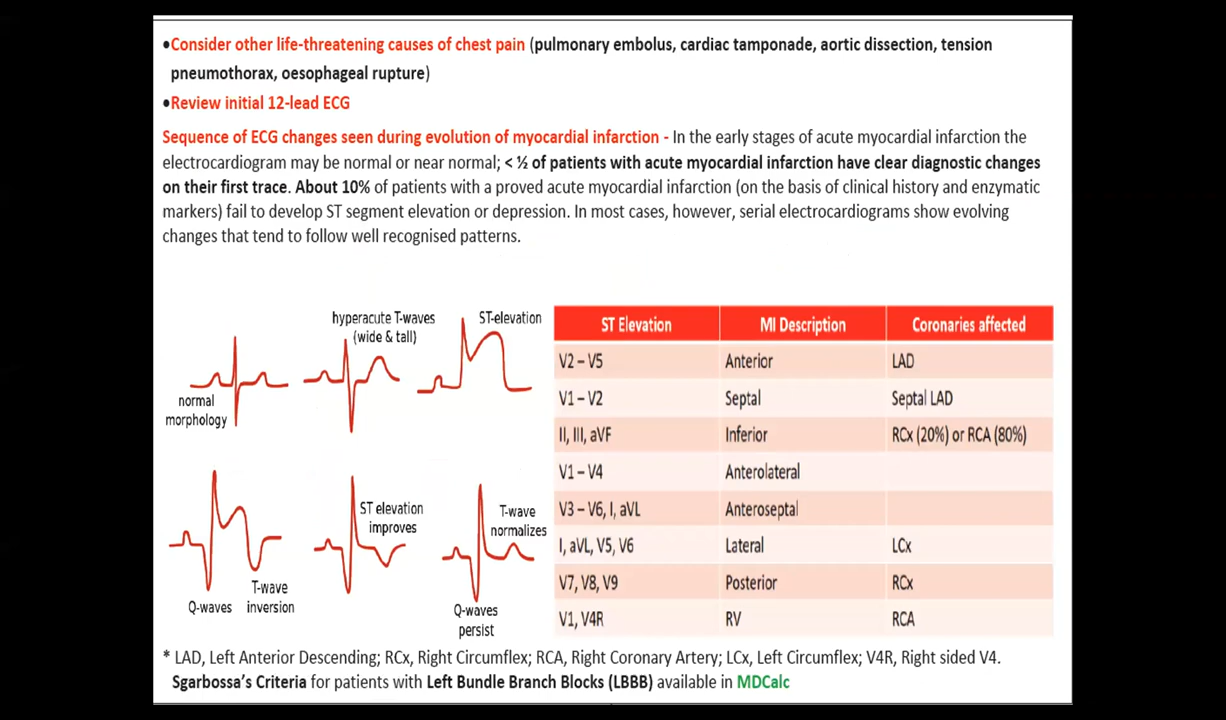 •Consider other life-threatening causes of chest pain (pulmonary embolus, cardiac tamponade, aortic dissection, tension
pneumothorax, oesophageal rupture)
•Review initial 12-lead ECG
Sequence of ECG changes seen during evolution of myocardial infarction - In the early stages of acute myocardial infarction the
electrocardiogram may be normal or near normal; < ½ of patients with acute myocardial infarction have clear diagnostic changes
on their first trace. About 10% of patients with a proved acute myocardial infarction (on the basis of clinical history and enzymatic
markers) fail to develop ST segment elevation or depression. In most cases, however, serial electrocardiograms show evolving
changes that tend to follow well recognised patterns.
normal
morphology
hyperacute T-waves
(wide & tall)
ST-elevation
Q-waves
T-wave
inversion
ST elevation
improves
T-wave
normalizes
Q-waves
persist
ST Elevation MI Description Coronaries affected
V2 – V5 Anterior LAD
V1 – V2 Septal Septal LAD
II, III, aVF Inferior RCx (20%) or RCA (80%)
V1 – V4 Anterolateral
V3 – V6, I, aVL Anteroseptal
I, aVL, V5, V6 Lateral LCx
V7, V8, V9 Posterior RCx
V1, V4R RV RCA
* LAD, Left Anterior Descending; RCx, Right Circumflex; RCA, Right Coronary Artery; LCx, Left Circumflex; V4R, Right sided V4.
Sgarbossa's Criteria for patients with Left Bundle Branch Blocks (LBBB) available in MDCalc